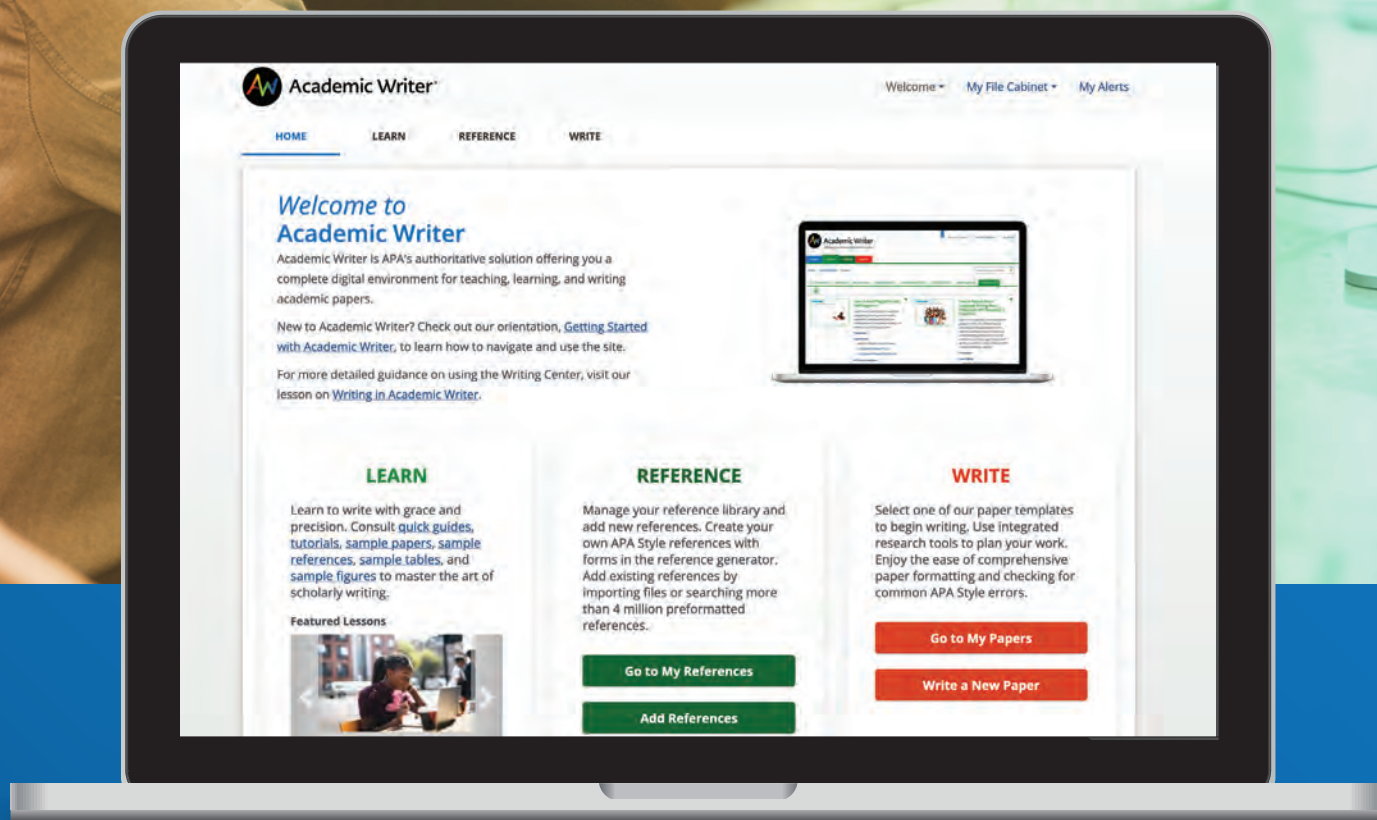 AW Academic Writer
Welcome My File Cabinet My Alerts
HOME LEARN REFERENCE WRITE
Welcome to
Academic Writer
Academic Writer is APA's authoritative solution offering you a
complete digital environment for teaching, learning, and writing
academic papers.
New to Academic Writer? Check out our orientation, Getting Started
with Academic Writer, to learn how to navigate and use the site.
For more detailed guidance on using the Writing Center, visit our
lesson on Writing in Academic Writer.
Academic Writer
LEARN
Learn to write with grace and
precision. Consult quick guides,
tutorials, sample papers, sample
references, sample tables, and
sample figures to master the art of
scholarly writing.
Featured Lessons
REFERENCE
Manage your reference library and
add new references. Create your
own APA Style references with
forms in the reference generator.
Add existing references by
importing files or searching more
than 4 million preformatted
references.
Go to My References
Add References
WRITE
Select one of our paper templates
to begin writing. Use integrated
research tools to plan your work.
Enjoy the ease of comprehensive
paper formatting and checking for
common APA Style errors.
Go to My Papers
Write a New Paper